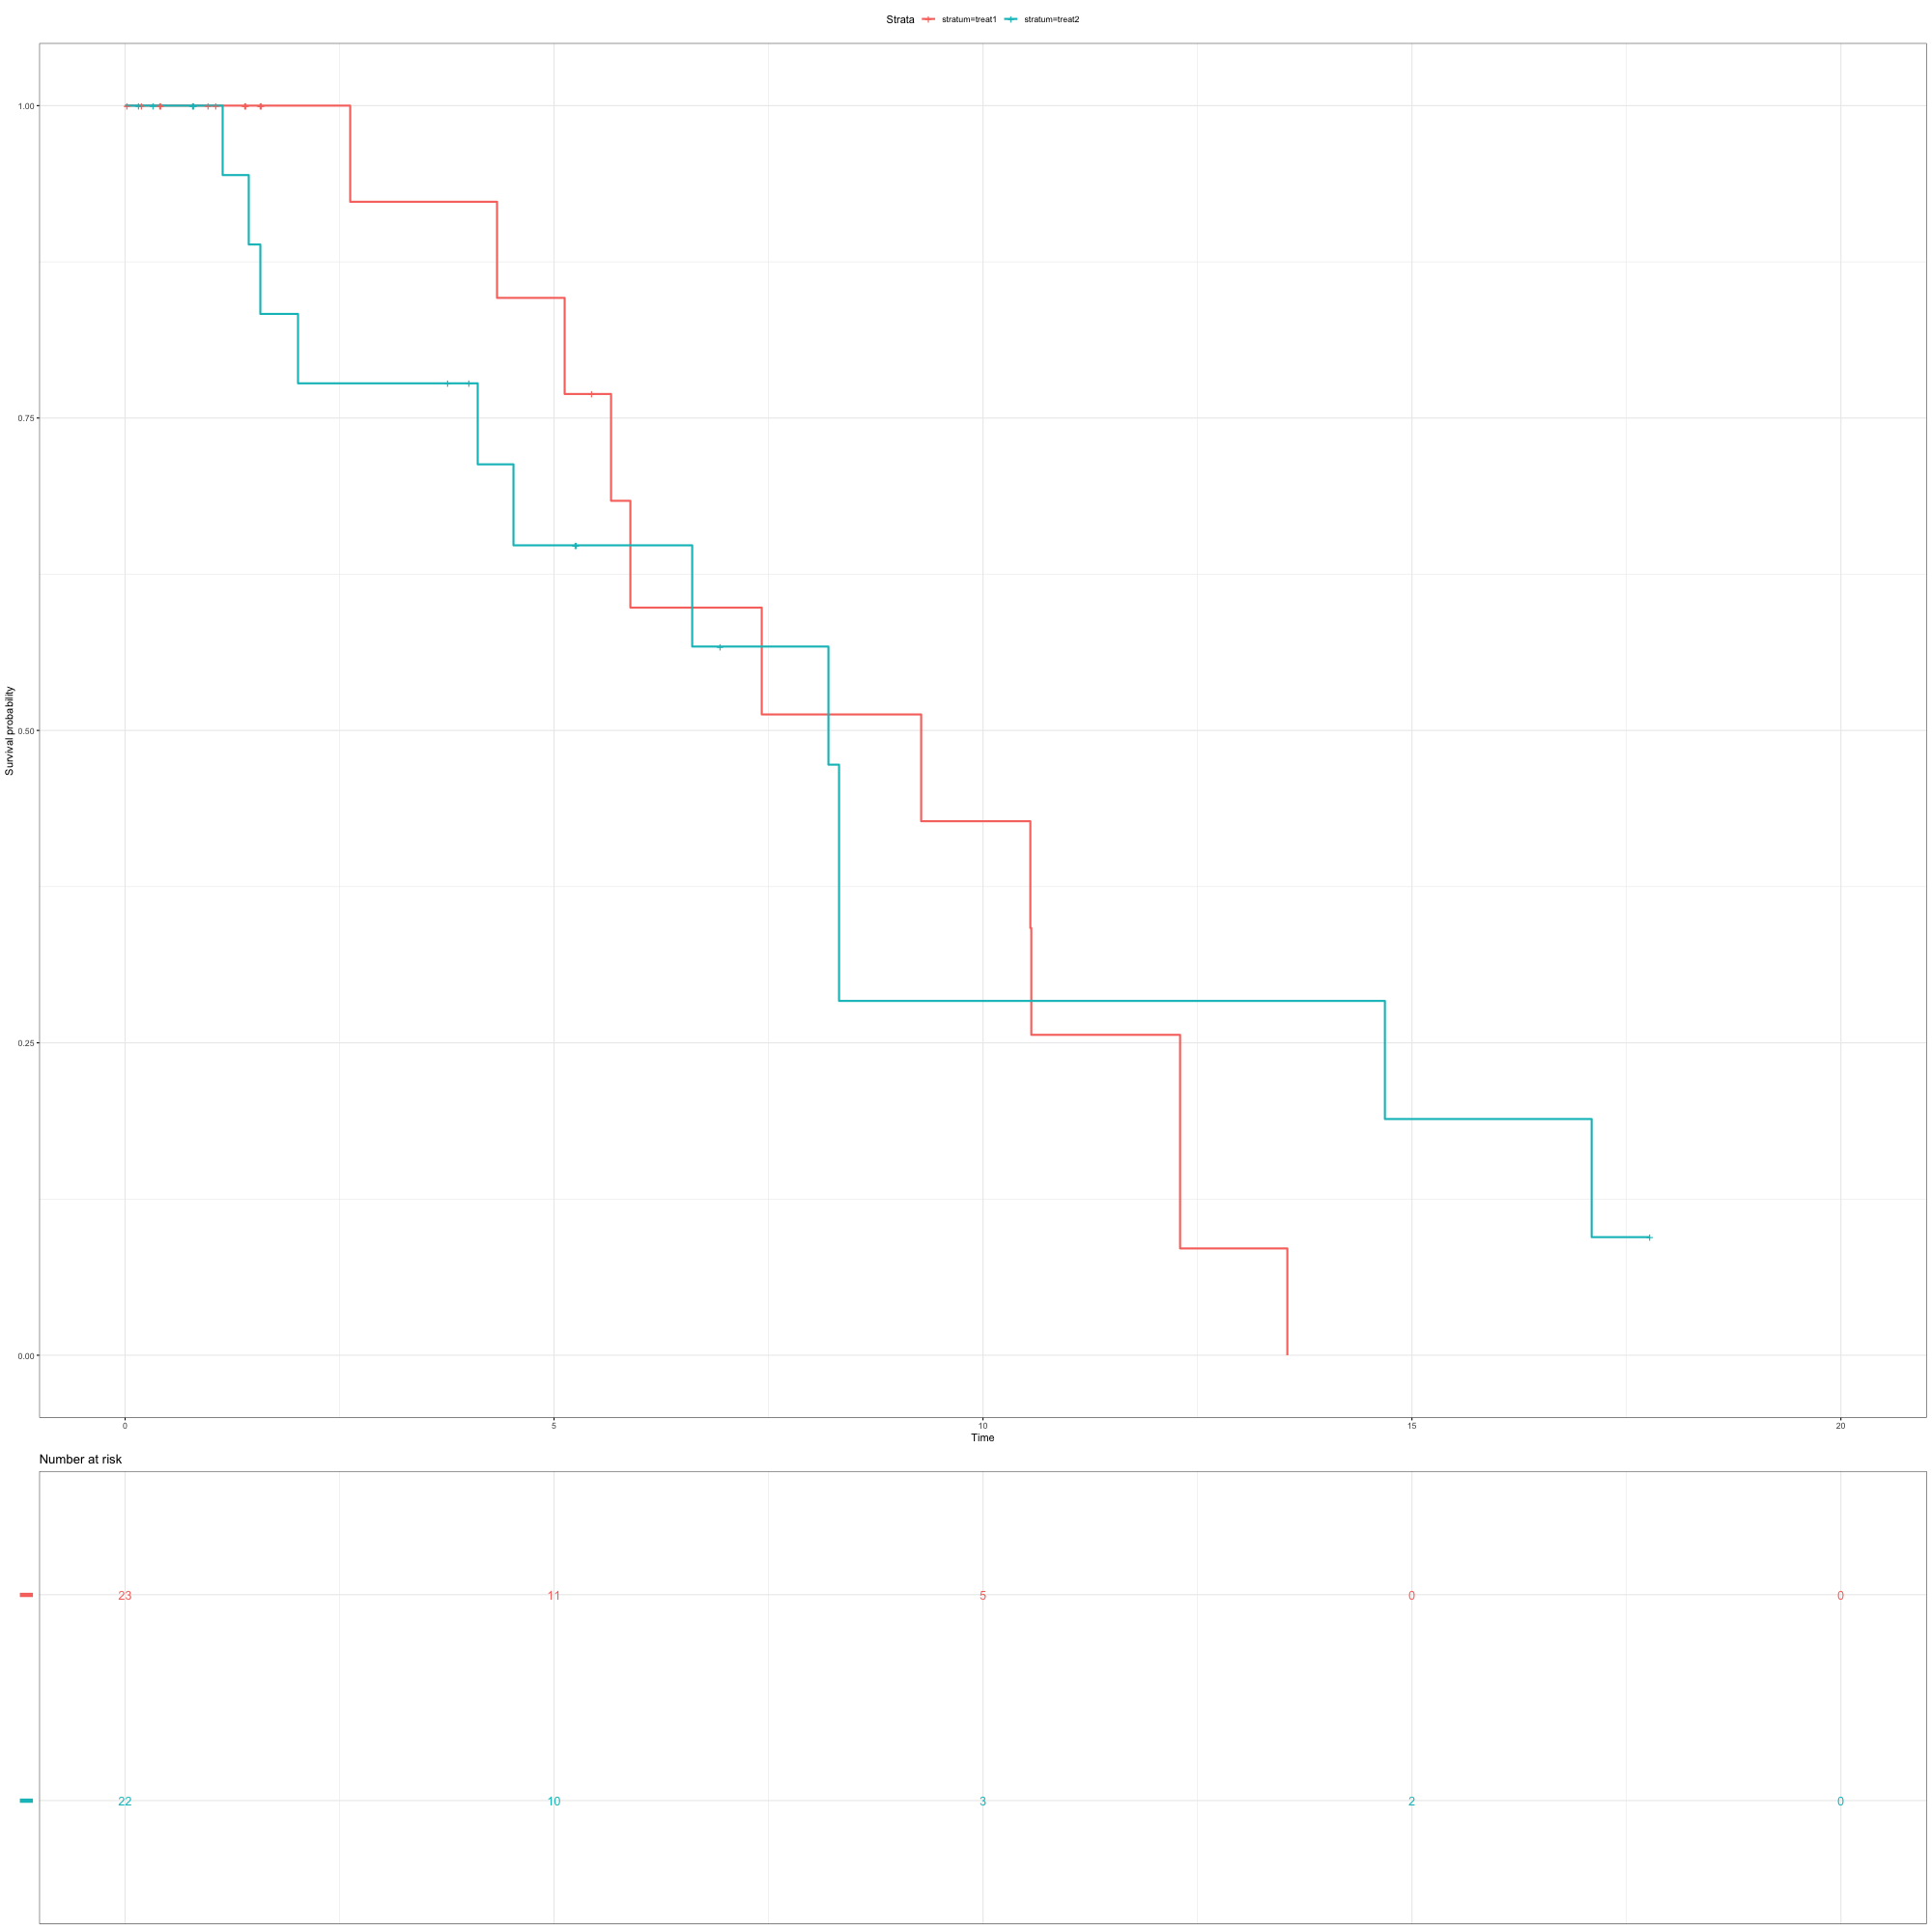 Strata stratum=treat1 stratum=treat2
1.00
0.75
0.50
0.25
0.00
Survival probability
0 5 10 15 20
Time
Number at risk
23 11 5 0 0
22 10 3 2 0